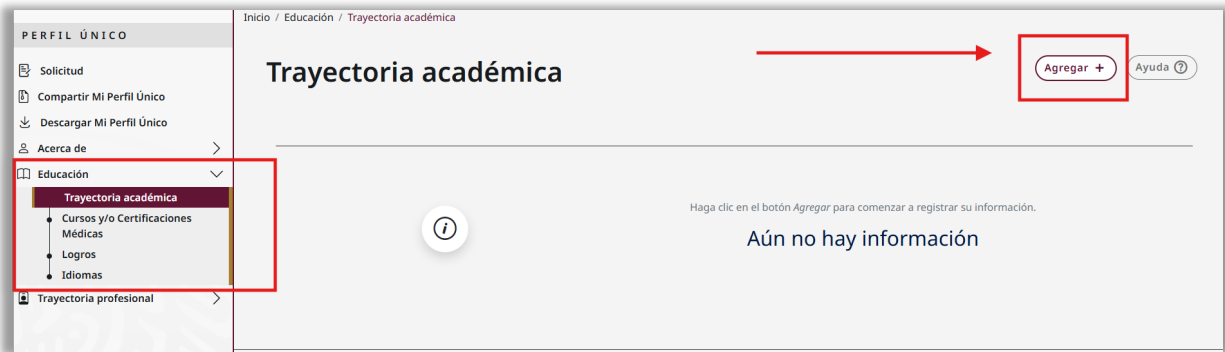 Inicio / Educación / Trayectoria académica
PERFIL ÚNICO
Solicitud
Compartir Mi Perfil Único
Descargar Mi Perfil Único
Acerca de
Educación
Trayectoria académica
Cursos y/o Certificaciones
Médicas
Logros
Idiomas
Trayectoria profesional
Trayectoria académica
Agregar +
Ayuda ?
Haga clic en el botón Agregar para comenzar a registrar su información.
Aún no hay información